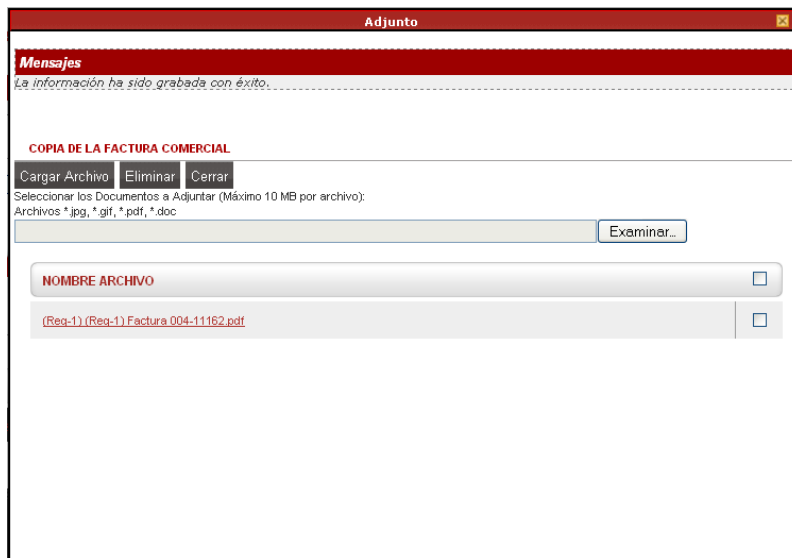 Adjunto
Mensajes
La información ha sido grabada con éxito.
COPIA DE LA FACTURA COMERCIAL
Cargar Archivo Eliminar Cerrar
Seleccionar los Documentos a Adjuntar (Máximo 10 MB por archivo):
Archivos *.jpg, *.gif, *.pdf, *.doc
Examinar...
NOMBRE ARCHIVO
(Req-1) (Req-1) Factura 004-11162.pdf